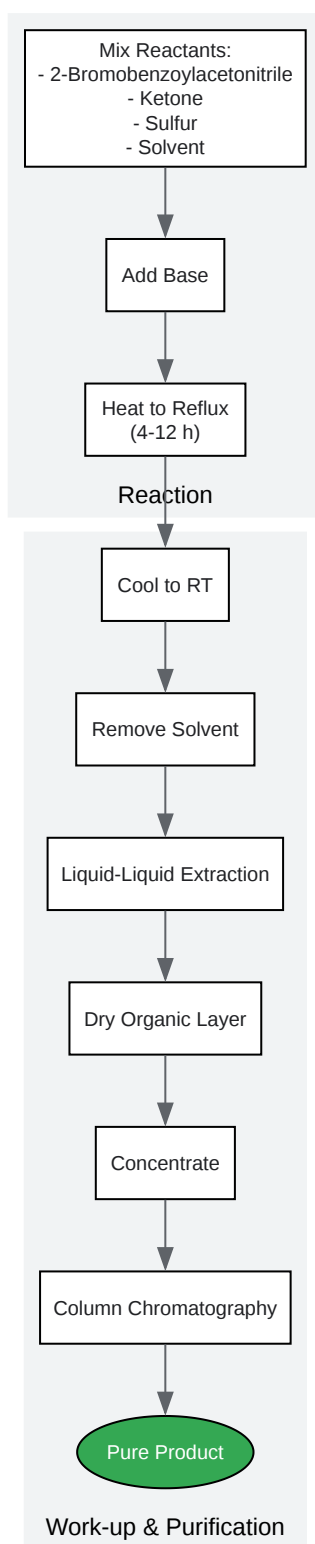 Mix Reactants:
- 2-Bromobenzoylacetonitrile
- Ketone
- Sulfur
- Solvent
Add Base
Heat to Reflux
(4-12 h)
Reaction
Cool to RT
Remove Solvent
Liquid-Liquid Extraction
Dry Organic Layer
Concentrate
Column Chromatography
Pure Product
Work-up & Purification